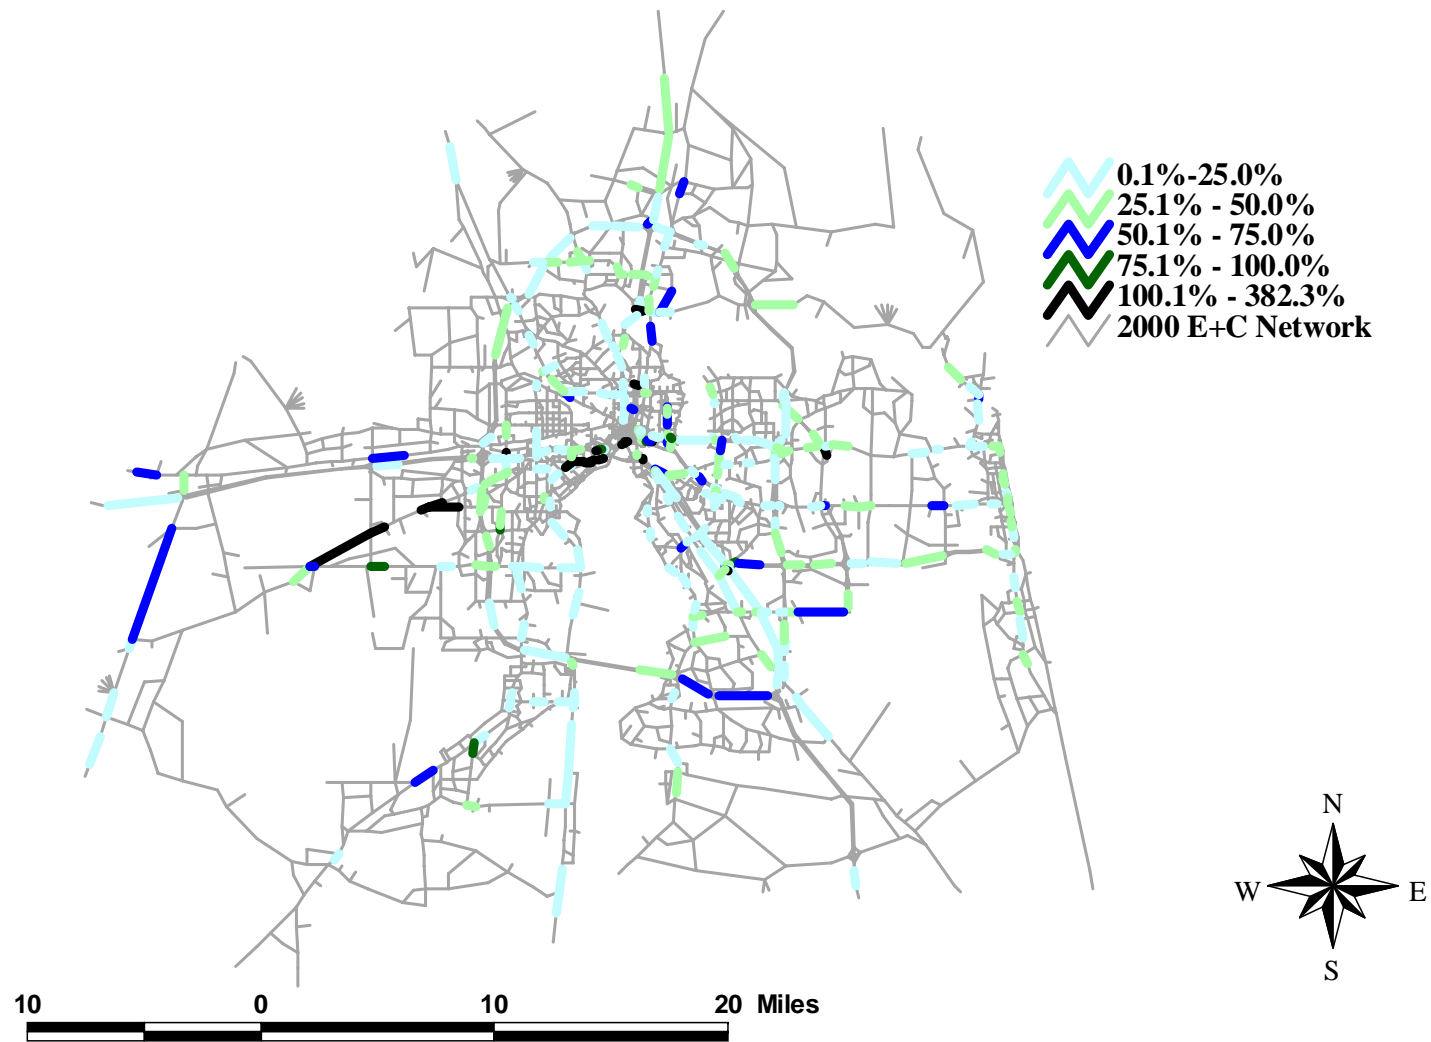 0.1%-25.0%
25.1% - 50.0%
50.1% - 75.0%
75.1% - 100.0%
100.1% - 382.3%
2000 E+C Network
N
W E
S
10 0 10 20 Miles